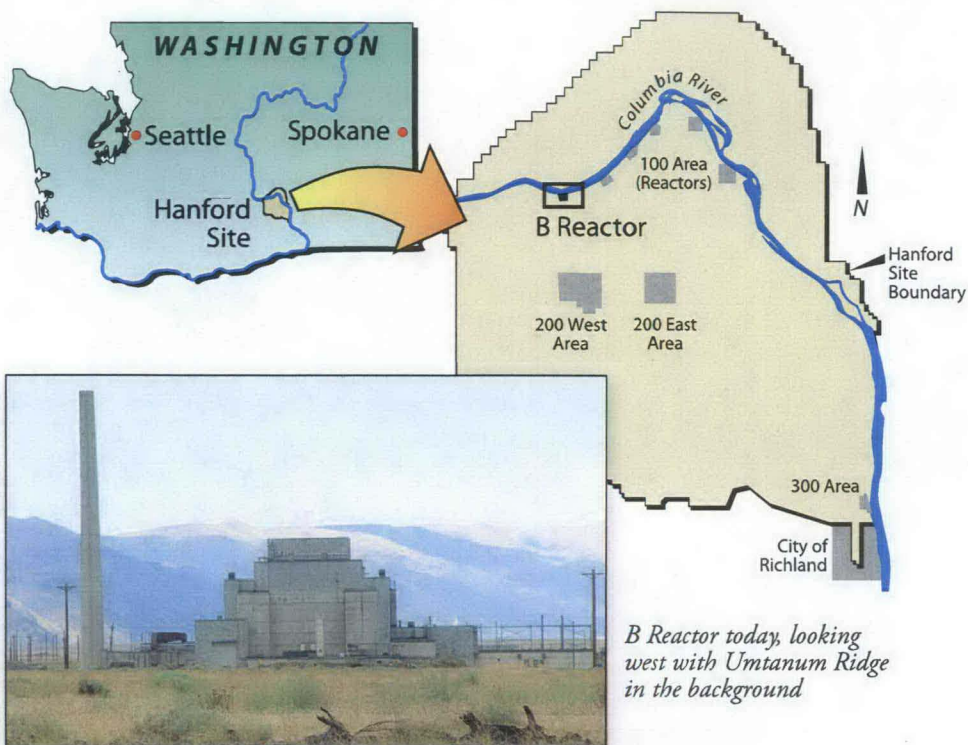 WASHINGTON
Seattle
Spokane
Hanford
Site
Columbia River
100 Area
(Reactors)
N
B Reactor
Hanford
Site
Boundary
200 West
Area
200 East
Area
300 Area
City of
Richland
B Reactor today, looking
west with Umtanum Ridge
in the background